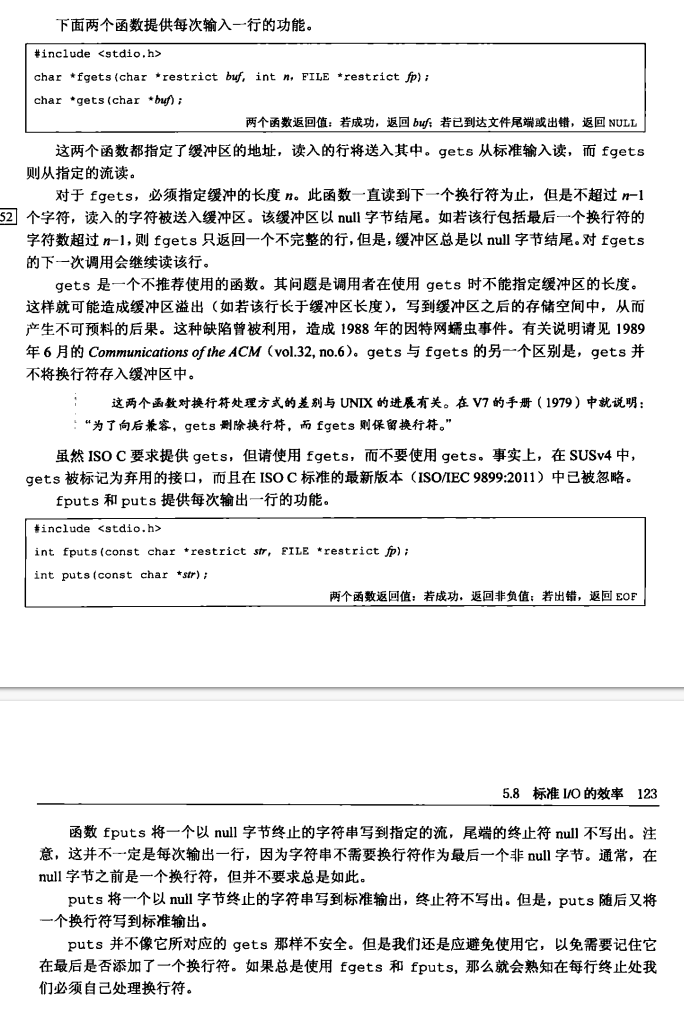 下面两个函数提供每次输入一行的功能。
#include <stdio.h>
char *fgets(char *restrict buf, int n, FILE *restrict fp);
char *gets(char *buf);
两个函数返回值：若成功，返回 buf；若已到达文件尾端或出错，返回 NULL
这两个函数都指定了缓冲区的地址，读入的行将送入其中。gets 从标准输入读，而 fgets
则从指定的流读。
对于 fgets，必须指定缓冲的长度 n。此函数一直读到下一个换行符为止，但是不超过 n-1
52 个字符，读入的字符被送入缓冲区。该缓冲区以 null 字节结尾。如若该行包括最后一个换行符的
字符数超过 n-1，则 fgets 只返回一个不完整的行，但是，缓冲区总是以 null 字节结尾。对 fgets
的下一次调用会继续读该行。
gets 是一个不推荐使用的函数。其问题是调用者在使用 gets 时不能指定缓冲区的长度。
这样就可能造成缓冲区溢出（如若该行长于缓冲区长度），写到缓冲区之后的存储空间中，从而
产生不可预料的后果。这种缺陷曾被利用，造成 1988 年的因特网蠕虫事件。有关说明请见 1989
年 6 月的 Communications of the ACM（vol.32, no.6）。gets 与 fgets 的另一个区别是，gets 并
不将换行符存入缓冲区中。
这两个函数对换行符处理方式的差别与 UNIX 的进展有关。在 V7 的手册（1979）中就说明：
“为了向后兼容，gets 删除换行符，而 fgets 则保留换行符。”
虽然 ISO C 要求提供 gets，但请使用 fgets，而不要使用 gets。事实上，在 SUSv4 中，
gets 被标记为弃用的接口，而且在 ISO C 标准的最新版本（ISO/IEC 9899:2011）中已被忽略。
fputs 和 puts 提供每次输出一行的功能。
#include <stdio.h>
int fputs(const char *restrict str, FILE *restrict fp);
int puts(const char *str);
两个函数返回值：若成功，返回非负值；若出错，返回 EOF
5.8 标准 I/O 的效率 123
函数 fputs 将一个以 null 字节终止的字符串写到指定的流，尾端的终止符 null 不写出。注
意，这并不一定是每次输出一行，因为字符串不需要换行符作为最后一个非 null 字节。通常，在
null 字节之前是一个换行符，但并不要求总是如此。
puts 将一个以 null 字节终止的字符串写到标准输出，终止符不写出。但是，puts 随后又将
一个换行符写到标准输出。
puts 并不像它所对应的 gets 那样不安全。但是我们还是应避免使用它，以免需要记住它
在最后是否添加了一个换行符。如果总是使用 fgets 和 fputs，那么就会熟知在每行终止处我
们必须自己处理换行符。